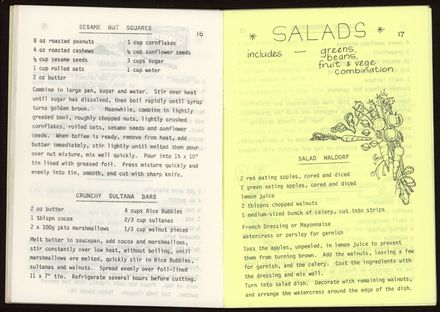 SESAME NUT SQUARES
16
8 oz roasted peanuts 1 cup cornflakes
4 oz roasted cashews ½ cup sunflower seeds
½ cup sesame seeds 3 cups sugar
1 cup rolled oats 1 cup water
2 oz butter
Combine in large pan, sugar and water. Stir over heat
until sugar has dissolved, then boil rapidly until syrup
turns golden brown. Meanwhile, combine in lightly
greased bowl, roughly chopped nuts, lightly crushed
cornflakes, rolled oats, sesame seeds and sunflower
seeds. When toffee is ready, remove from heat, add
butter immediately, stir lightly until melted then pour
over nut mixture, mix well quickly. Pour into 15 x 10"
tin lined with greased foil. Press mixture quickly and
evenly into tin, smooth, and cut with sharp knife.
CRUNCHY SULTANA BARS
2 oz butter 4 cups Rice Bubbles
1 tblspn cocoa 2/3 cup sultanas
2 x 100g pkts marshmallows 1/3 cup walnut pieces
Melt butter in saucepan, add cocoa and marshmallows,
stir constantly over low heat, without boiling, until
marshmallows are melted, quickly stir in Rice Bubbles,
sultanas and walnuts. Spread evenly over foil-lined
11 x 7" tin. Refrigerate several hours before cutting.
* SALADS *
17
includes — greens,
beans,
fruit & vege
combination
SALAD WALDORF
2 red eating apples, cored and diced
2 green eating apples, cored and diced
lemon juice
2 tblspns chopped walnuts
1 medium-sized bunch of celery, cut into strips
French Dressing or Mayonnaise
Watercress or parsley for garnish
Toss the apples, unpeeled, in lemon juice to prevent
them from turning brown. Add the walnuts, leaving a few
for garnish, and the celery. Coat the ingredients with
the dressing and mix well.
Turn into salad dish. Decorate with remaining walnuts,
and arrange the watercress around the edge of the dish.